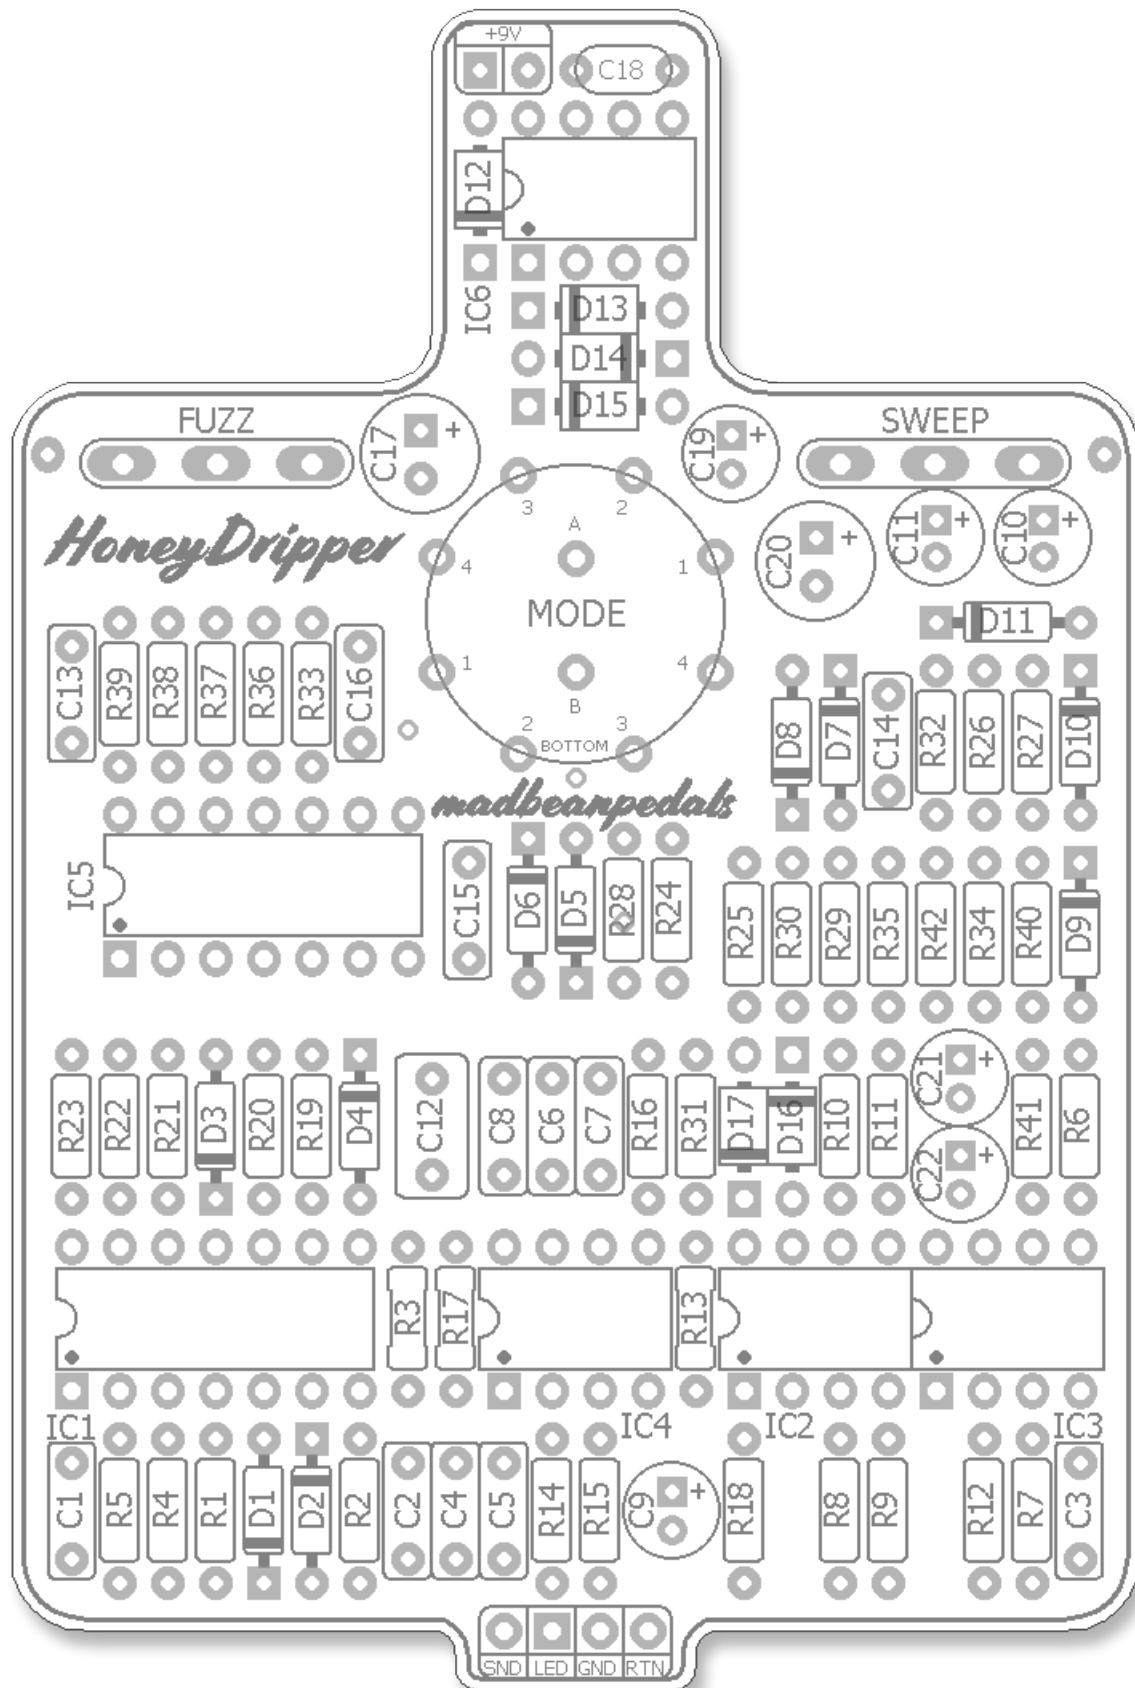 +9V
C18
D12
IC6
D13
D14
D15
FUZZ
C17 +
C19 +
SWEEP
HoneyDripper
3 A 2
4 1
MODE
1 4
2 B 3
BOTTOM
C20 +
C11 +
C10 +
D11
C13 R39 R38 R37 R36 R33 C16
D8 D7 C14 R32 R26 R27 D10
madbeanpedals
IC5
C15 D6 D5 R28 R24
R25 R30 R29 R35 R42 R34 R40 D9
R23 R22 R21 D3 R20 R19 D4 C12 C8 C6 C7 R16 R31 D17 D16 R10 R11
C21 +
C22 +
R41 R6
R3 R17 R13
IC1 IC4 IC2 IC3
C1 R5 R4 R1 D1 D2 R2 C2 C4 C5 R14 R15 C9 + R18 R8 R9 R12 R7 C3
SND LED GND RTN